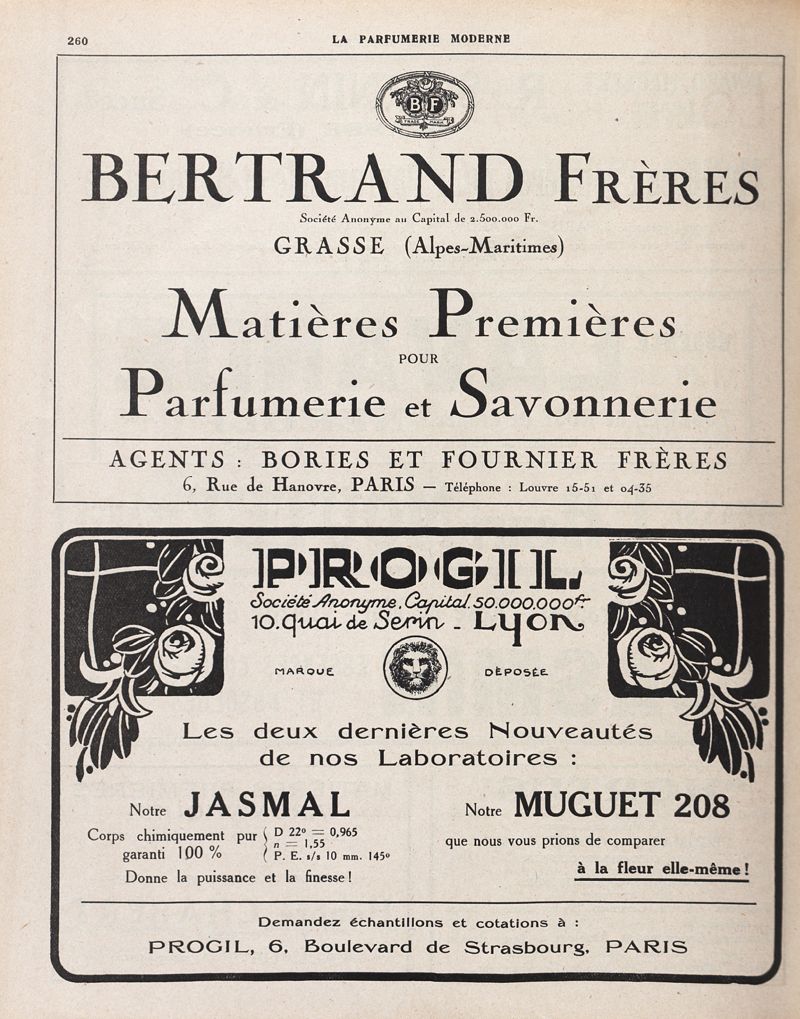 260
LA PARFUMERIE MODERNE
B F
TRADE MARK
BERTRAND FRÈRES
Société Anonyme au Capital de 2.500.000 Fr.
GRASSE (Alpes-Maritimes)
Matières Premières
POUR
Parfumerie et Savonnerie
AGENTS : BORIES ET FOURNIER FRÈRES
6, Rue de Hanovre, PARIS — Téléphone : Louvre 15-51 et 04-35
PROGIL
Société Anonyme. Capital. 50.000.000 fr
10. quai de Serin - Lyon
MARQUE DÉPOSÉE
Les deux dernières Nouveautés
de nos Laboratoires :
Notre JASMAL
Corps chimiquement pur
garanti 100 %
D 22° = 0,965
n = 1,55
P. E. s/s 10 mm. 145°
Donne la puissance et la finesse !
Notre MUGUET 208
que nous vous prions de comparer
à la fleur elle-même !
Demandez échantillons et cotations à :
PROGIL, 6, Boulevard de Strasbourg, PARIS